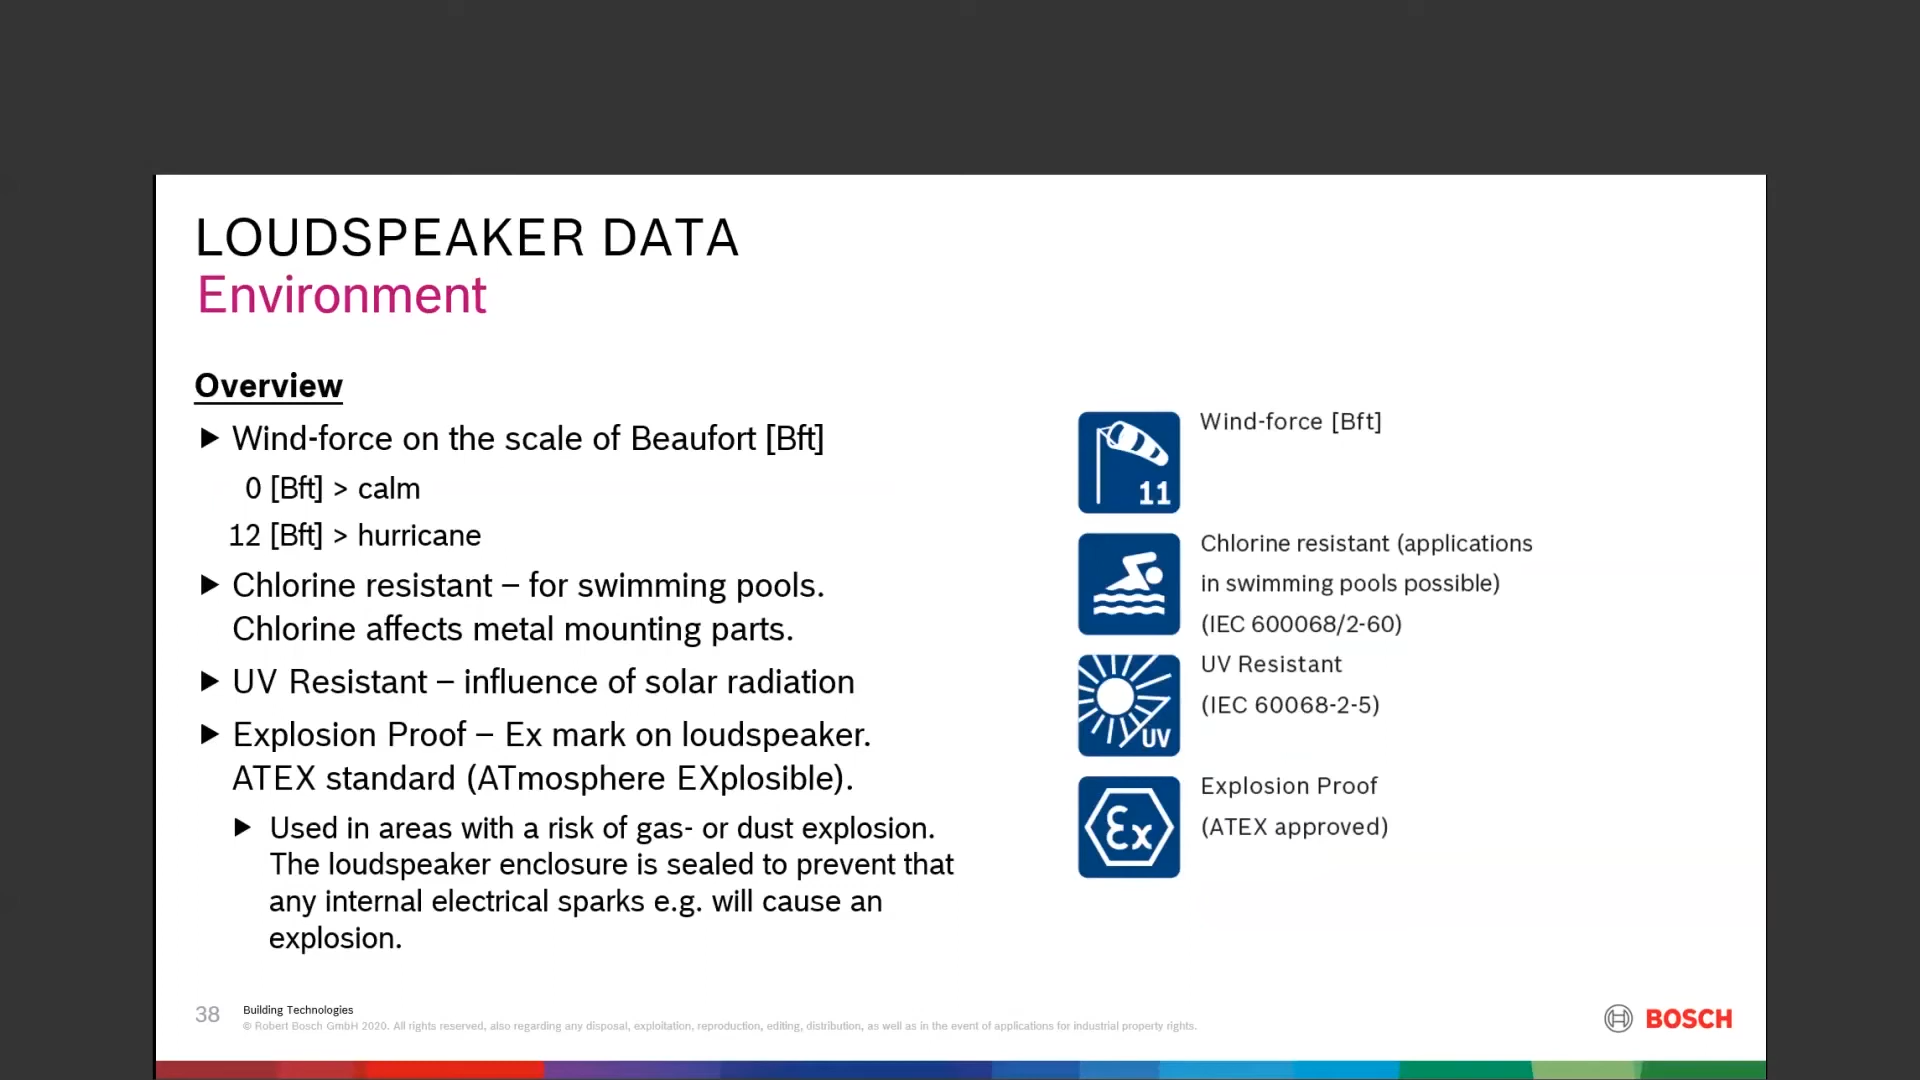 LOUDSPEAKER DATA
Environment
Overview
Wind-force on the scale of Beaufort [Bft]
0 [Bft] > calm
12 [Bft] > hurricane
Chlorine resistant – for swimming pools.
Chlorine affects metal mounting parts.
UV Resistant – influence of solar radiation
Explosion Proof – Ex mark on loudspeaker.
ATEX standard (ATmosphere EXplosible).
Used in areas with a risk of gas- or dust explosion.
The loudspeaker enclosure is sealed to prevent that
any internal electrical sparks e.g. will cause an
explosion.
11
Wind-force [Bft]
Chlorine resistant (applications
in swimming pools possible)
(IEC 600068/2-60)
UV
UV Resistant
(IEC 60068-2-5)
Ex
Explosion Proof
(ATEX approved)
38
Building Technologies
© Robert Bosch GmbH 2020. All rights reserved, also regarding any disposal, exploitation, reproduction, editing, distribution, as well as in the event of applications for industrial property rights.
BOSCH